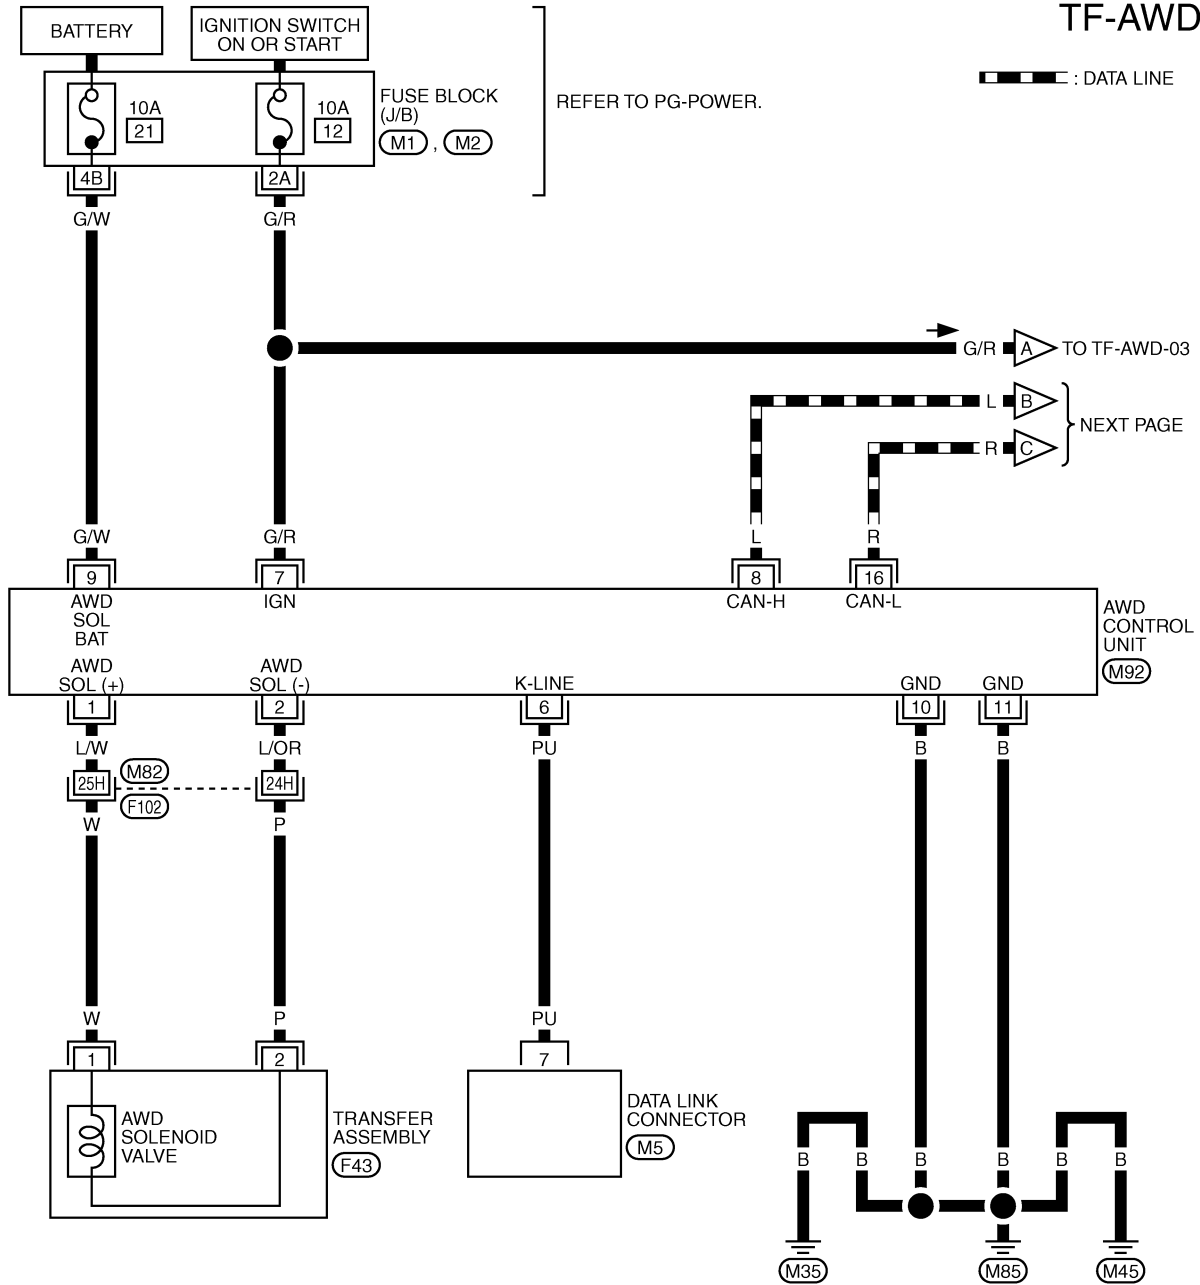 TF-AWD
BATTERY
IGNITION SWITCH
ON OR START
: DATA LINE
10A
21
10A
12
FUSE BLOCK
(J/B)
M1 , M2
REFER TO PG-POWER.
4B
2A
G/W
G/R
G/R
A
TO TF-AWD-03
L
B
R
C
NEXT PAGE
G/W
G/R
L
R
9
7
8
16
AWD
SOL
BAT
IGN
CAN-H
CAN-L
AWD
CONTROL
UNIT
M92
AWD
SOL (+)
AWD
SOL (-)
K-LINE
GND
GND
1
2
6
10
11
L/W
L/OR
PU
B
B
25H
M82
F102
24H
W
P
W
P
PU
1
2
7
AWD
SOLENOID
VALVE
TRANSFER
ASSEMBLY
F43
DATA LINK
CONNECTOR
M5
B
B
B
B
B
B
M35
M85
M45